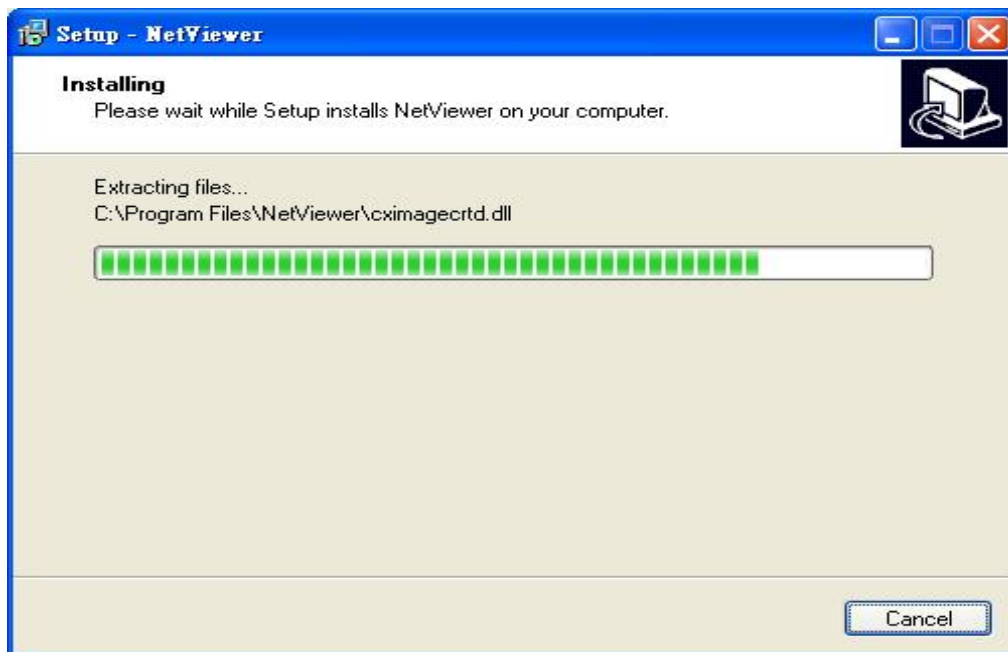 Setup - NetViewer
Installing
Please wait while Setup installs NetViewer on your computer.
Extracting files...
C:\Program Files\NetViewer\cximagecrtd.dll
Cancel